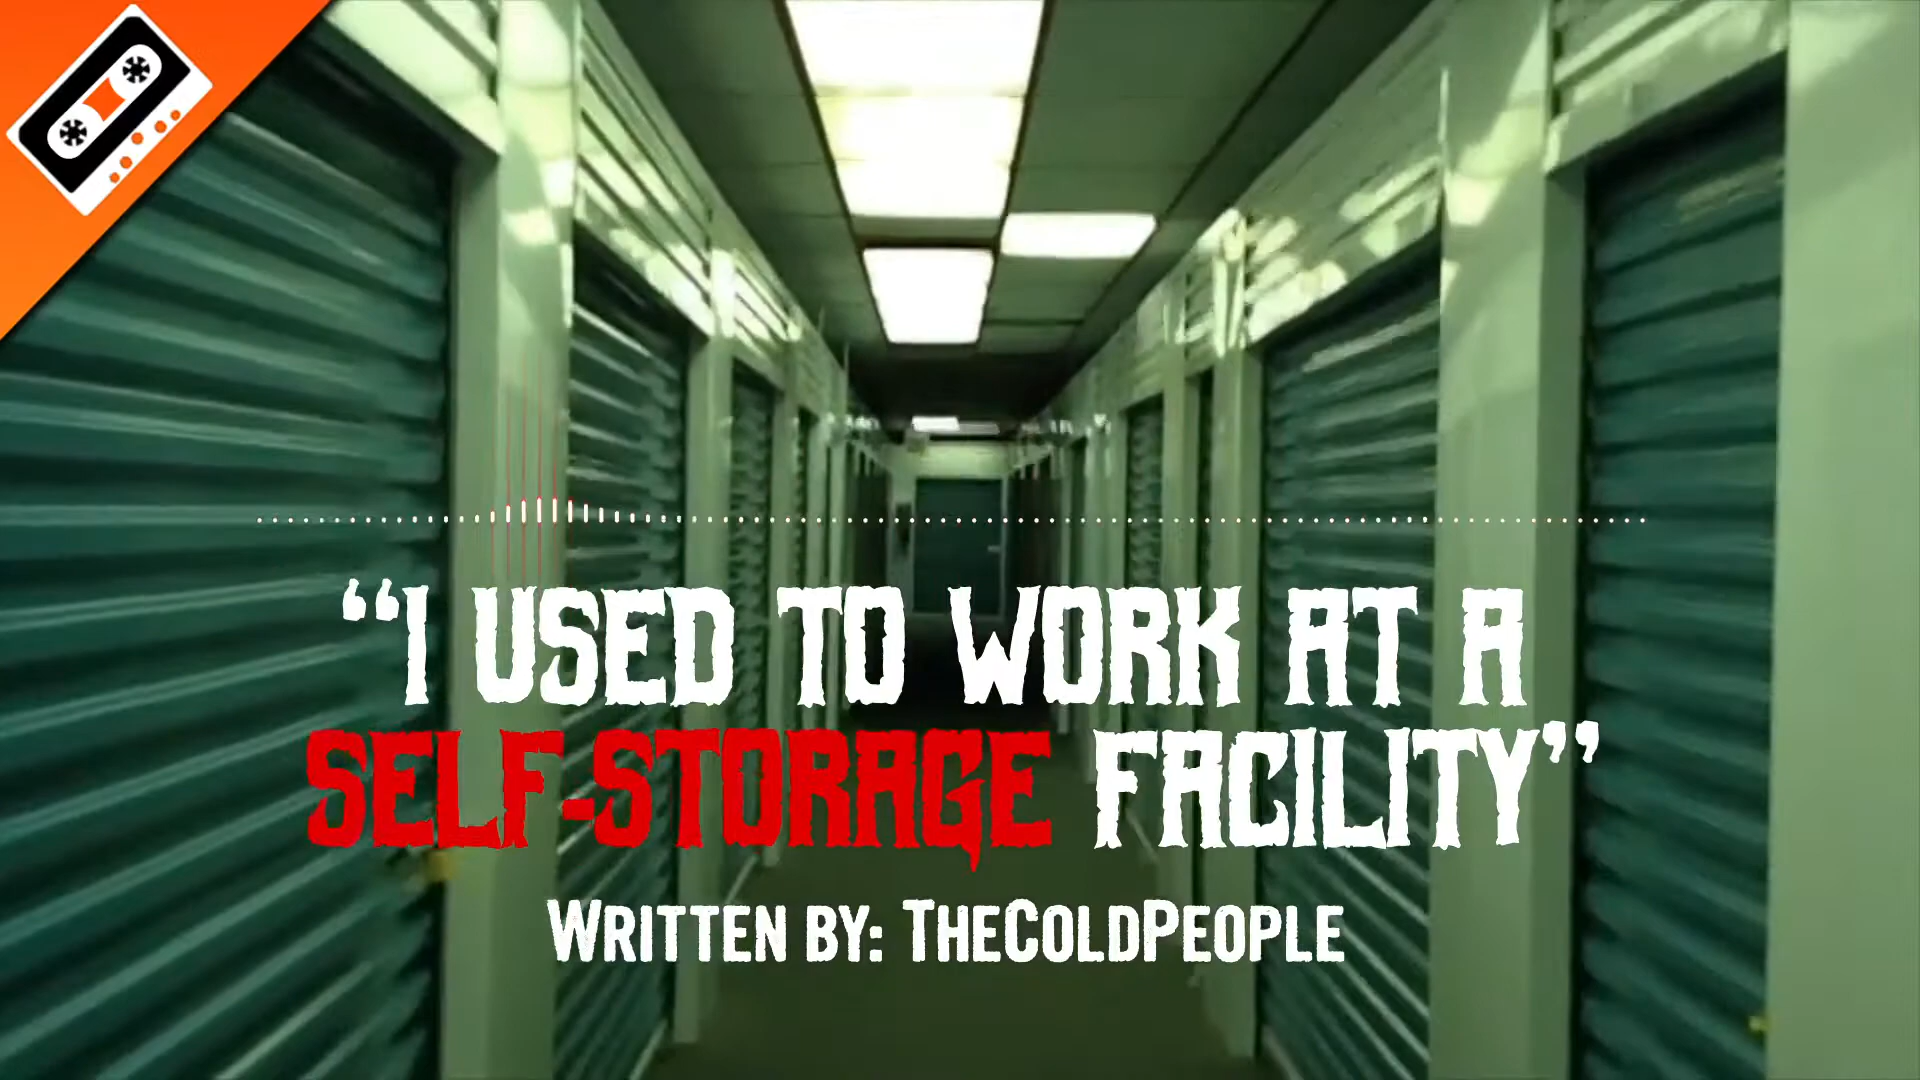 “I USED TO WORK AT A
SELF-STORAGE FACILITY”
WRITTEN BY: THECOLDPEOPLE